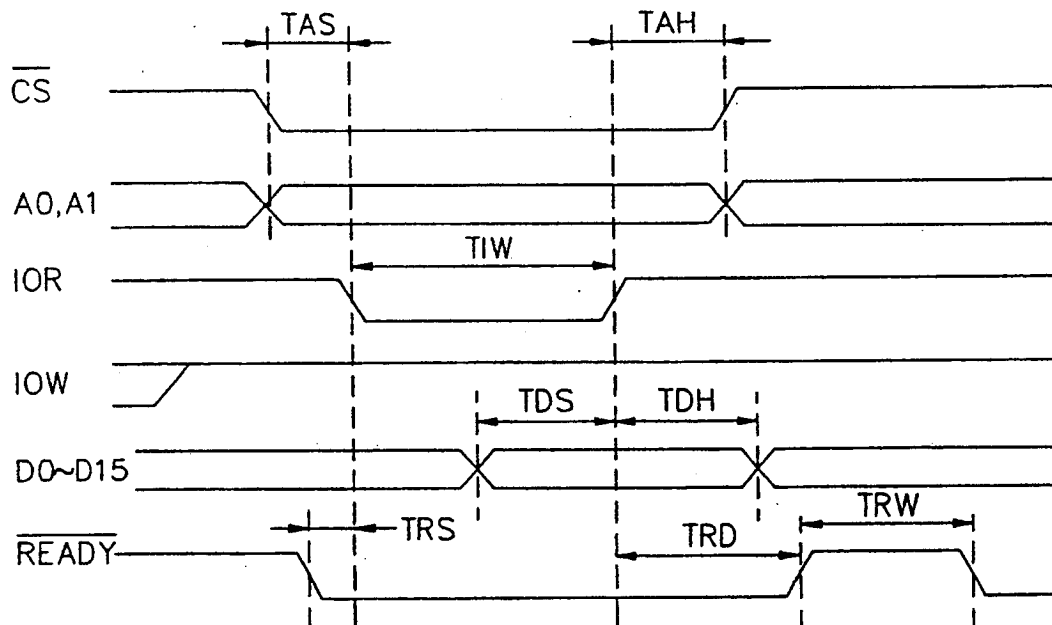 TAS TAH
CS
A0,A1
TIW
IOR
IOW
TDS TDH
D0~D15
TRS TRD TRW
READY